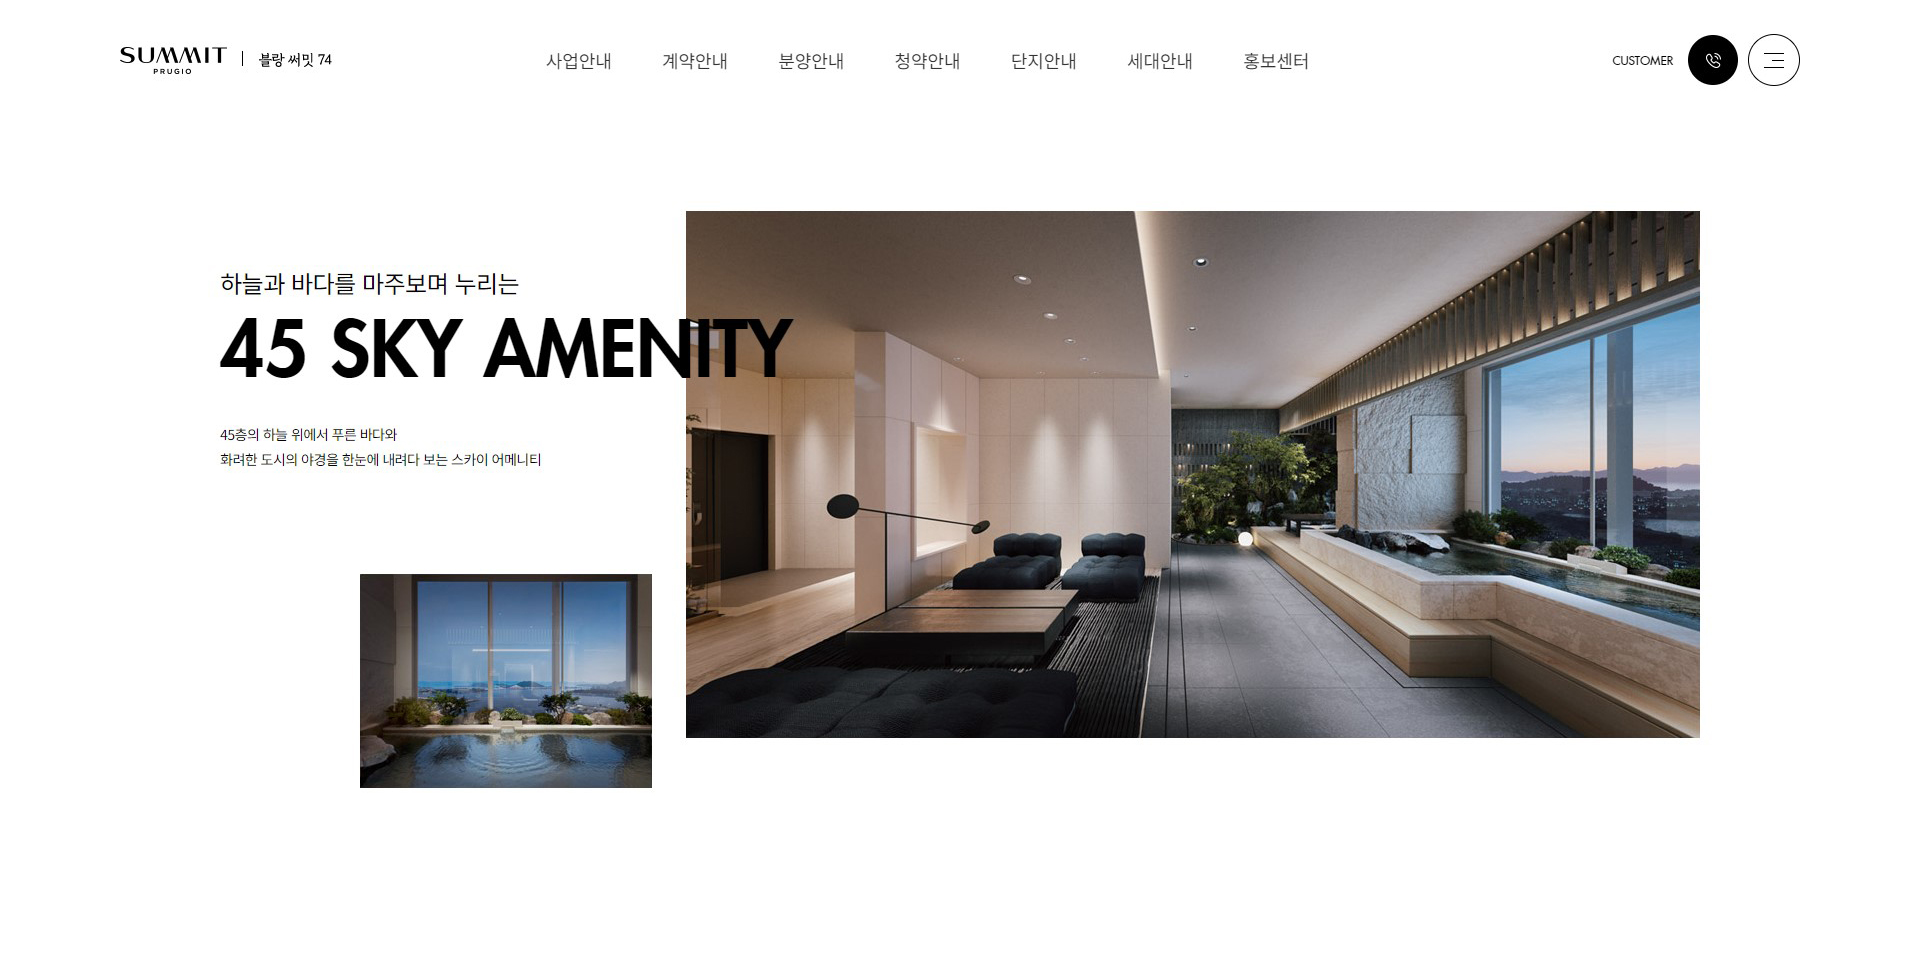 SUMMIT
PRUGIO
블랑 써밋 74
사업안내
계약안내
분양안내
청약안내
단지안내
세대안내
홍보센터
CUSTOMER
하늘과 바다를 마주보며 누리는
45 SKY AMENITY
45층의 하늘 위에서 푸른 바다와
화려한 도시의 야경을 한눈에 내려다 보는 스카이 어메니티